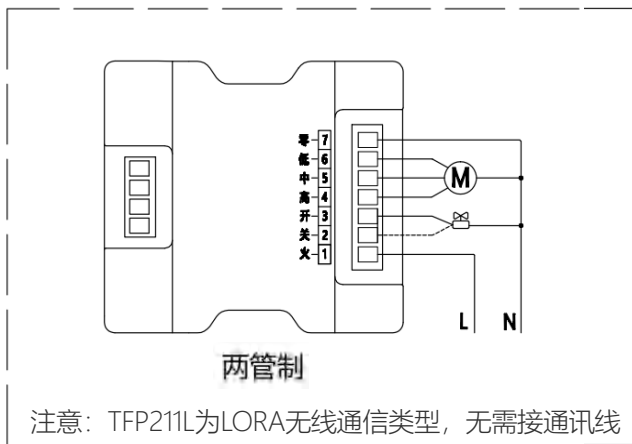 零 7
低 6
中 5
高 4
开 3
关 2
火 1
M
L N
两管制
注意：TFP211L为LORA无线通信类型，无需接通讯线